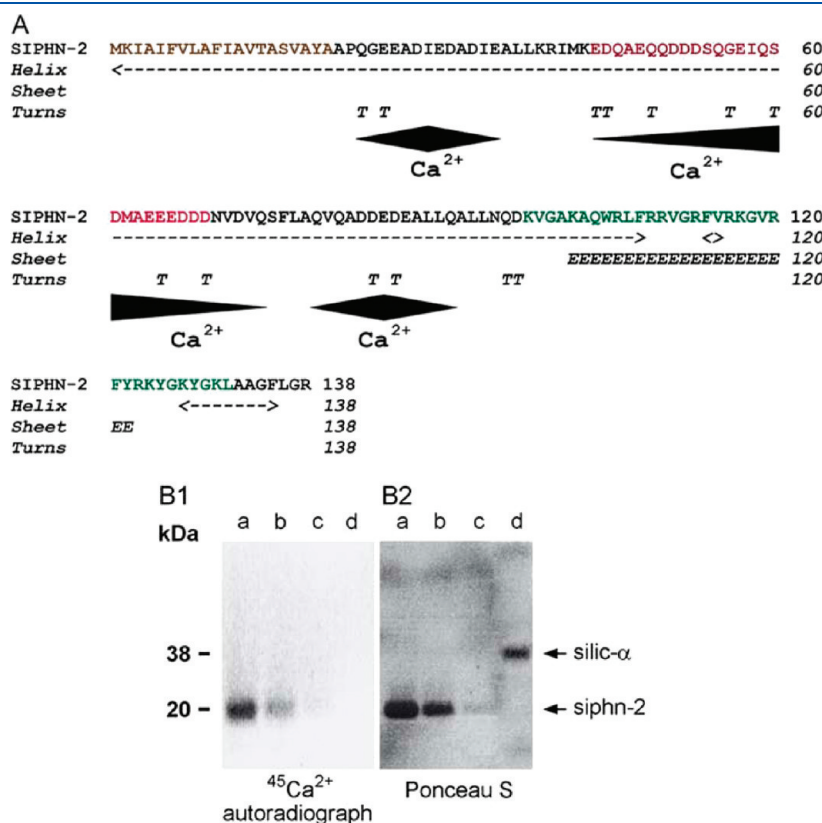 A
SIPHN-2 MKIAIFVLAFIAVTASVAYAAPQGEEADIEDADIEALLKRIMKEDQAEQQDDDSQGEIQS 60
Helix <----------------------------------------------------------- 60
Sheet 60
Turns T T TT T T T 60
Ca2+ Ca2+
SIPHN-2 DMAEEEDDDNVDVQSFLAQVQADDEDEALLQALLNQDKVGAKAQWRLFRRVGRFVRKGVR 120
Helix -----------------------------------------------> <> 120
Sheet EEEEEEEEEEEEEEEEEEE 120
Turns T T T T TT 120
Ca2+ Ca2+
SIPHN-2 FYRKYGKYGKLAAGFLGR 138
Helix <-------> 138
Sheet EE 138
Turns 138
B1 B2
kDa a b c d a b c d
38 – silic-α
20 – siphn-2
45Ca2+ autoradiograph Ponceau S